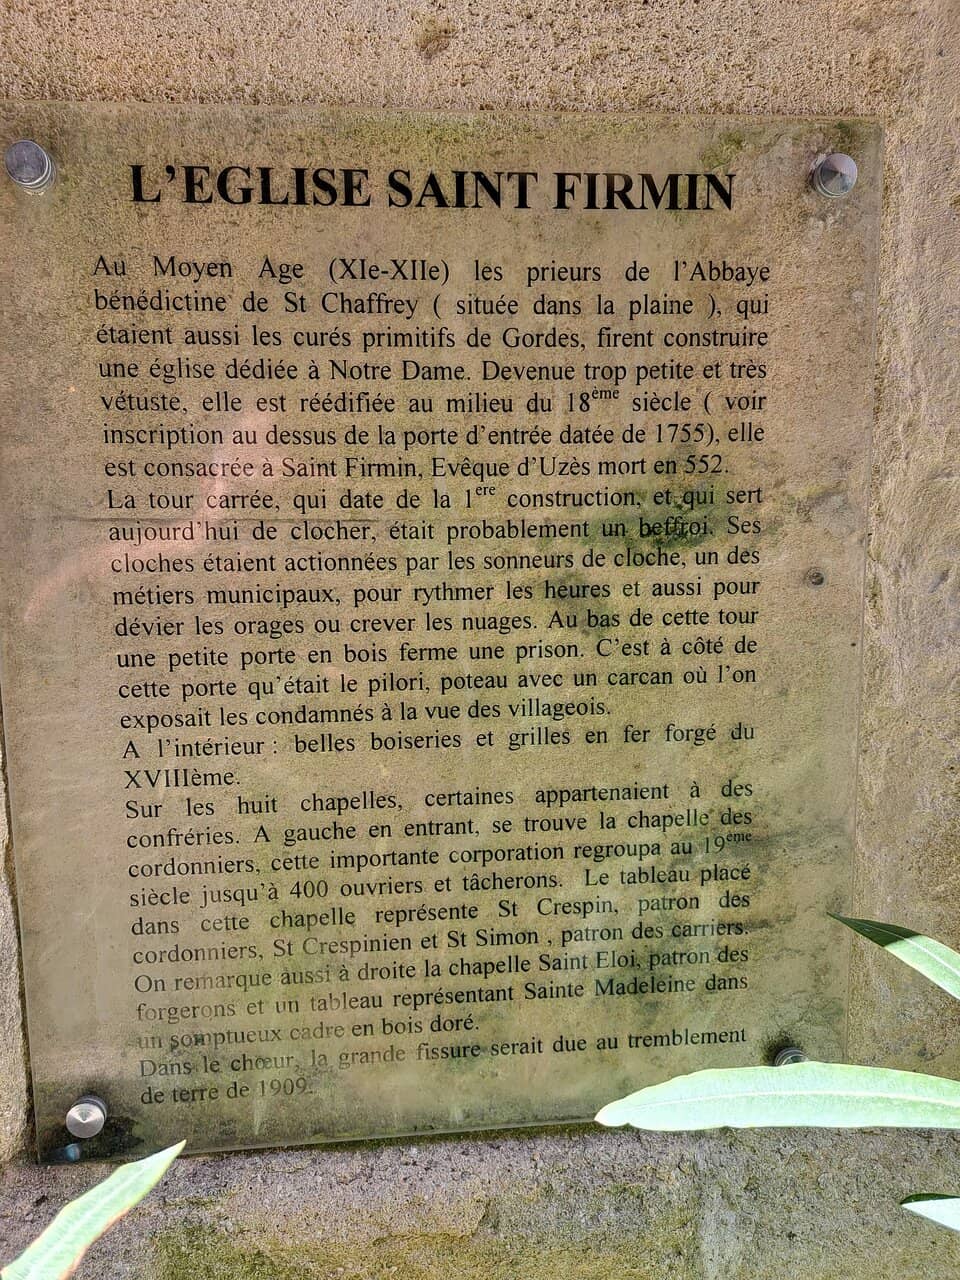 L'EGLISE SAINT FIRMIN
Au Moyen Age (XIe-XIIe) les prieurs de l'Abbaye
bénédictine de St Chaffrey ( située dans la plaine ), qui
étaient aussi les curés primitifs de Gordes, firent construire
une église dédiée à Notre Dame. Devenue trop petite et très
vétuste, elle est réédifiée au milieu du 18ème siècle ( voir
inscription au dessus de la porte d'entrée datée de 1755), elle
est consacrée à Saint Firmin, Evêque d'Uzès mort en 552.
La tour carrée, qui date de la 1ere construction, et qui sert
aujourd'hui de clocher, était probablement un beffroi. Ses
cloches étaient actionnées par les sonneurs de cloche, un des
métiers municipaux, pour rythmer les heures et aussi pour
dévier les orages ou crever les nuages. Au bas de cette tour
une petite porte en bois ferme une prison. C'est à côté de
cette porte qu'était le pilori, poteau avec un carcan où l'on
exposait les condamnés à la vue des villageois.
A l'intérieur : belles boiseries et grilles en fer forgé du
XVIIIème.
Sur les huit chapelles, certaines appartenaient à des
confréries. A gauche en entrant, se trouve la chapelle des
cordonniers, cette importante corporation regroupa au 19ème
siècle jusqu'à 400 ouvriers et tâcherons. Le tableau placé
dans cette chapelle représente St Crespin, patron des
cordonniers, St Crespinien et St Simon , patron des carriers.
On remarque aussi à droite la chapelle Saint Eloi, patron des
forgerons et un tableau représentant Sainte Madeleine dans
un somptueux cadre en bois doré.
Dans le chœur, la grande fissure serait due au tremblement
de terre de 1909.